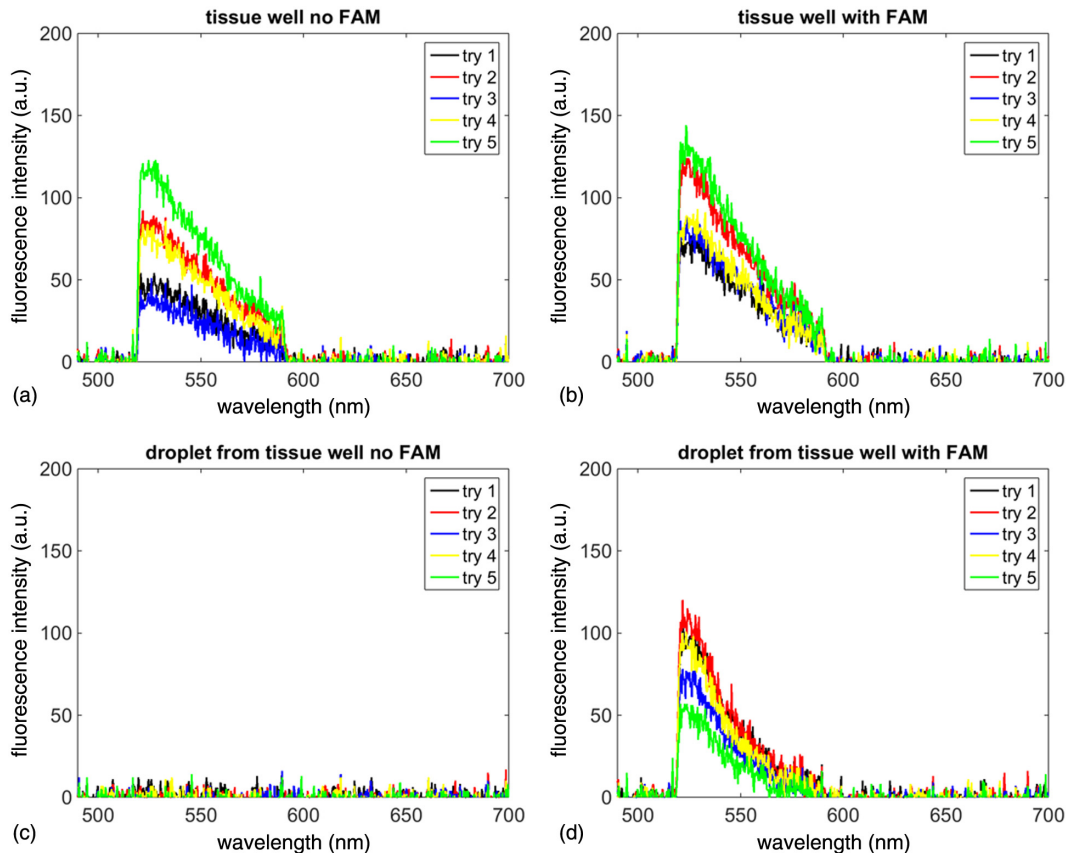 tissue well no FAM
200
150
100
50
0
fluorescence intensity (a.u.)
try 1
try 2
try 3
try 4
try 5
500 550 600 650 700
wavelength (nm)
(a)
tissue well with FAM
200
150
100
50
0
fluorescence intensity (a.u.)
try 1
try 2
try 3
try 4
try 5
500 550 600 650 700
wavelength (nm)
(b)
droplet from tissue well no FAM
200
150
100
50
0
fluorescence intensity (a.u.)
try 1
try 2
try 3
try 4
try 5
500 550 600 650 700
wavelength (nm)
(c)
droplet from tissue well with FAM
200
150
100
50
0
fluorescence intensity (a.u.)
try 1
try 2
try 3
try 4
try 5
500 550 600 650 700
wavelength (nm)
(d)